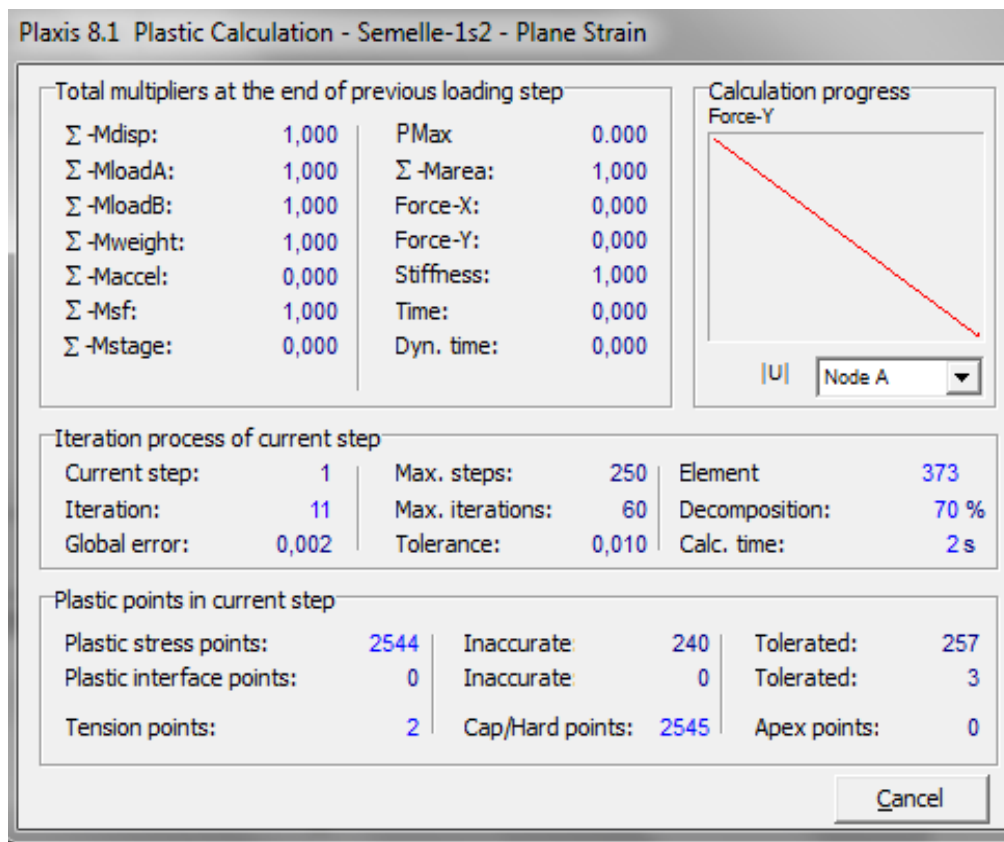 Plaxis 8.1 Plastic Calculation - Semelle-1s2 - Plane Strain
Total multipliers at the end of previous loading step
Σ -Mdisp: 1,000 PMax 0.000
Σ -MloadA: 1,000 Σ -Marea: 1,000
Σ -MloadB: 1,000 Force-X: 0,000
Σ -Mweight: 1,000 Force-Y: 0,000
Σ -Maccel: 0,000 Stiffness: 1,000
Σ -Msf: 1,000 Time: 0,000
Σ -Mstage: 0,000 Dyn. time: 0,000
Calculation progress
Force-Y
|U| Node A
Iteration process of current step
Current step: 1 Max. steps: 250 Element 373
Iteration: 11 Max. iterations: 60 Decomposition: 70 %
Global error: 0,002 Tolerance: 0,010 Calc. time: 2 s
Plastic points in current step
Plastic stress points: 2544 Inaccurate: 240 Tolerated: 257
Plastic interface points: 0 Inaccurate: 0 Tolerated: 3
Tension points: 2 Cap/Hard points: 2545 Apex points: 0
Cancel